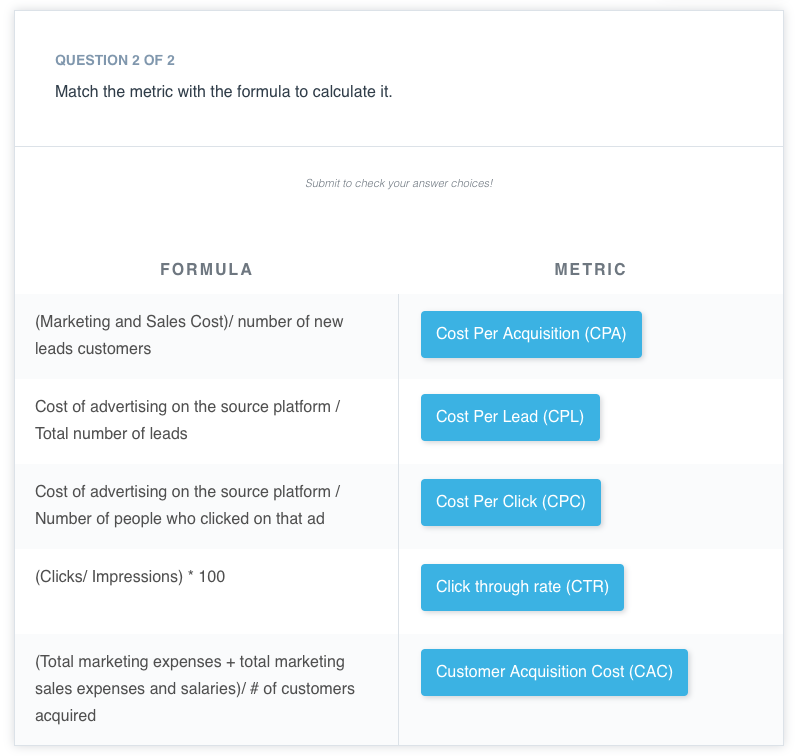 QUESTION 2 OF 2
Match the metric with the formula to calculate it.
Submit to check your answer choices!
FORMULA
METRIC
(Marketing and Sales Cost)/ number of new
leads customers
Cost Per Acquisition (CPA)
Cost of advertising on the source platform /
Total number of leads
Cost Per Lead (CPL)
Cost of advertising on the source platform /
Number of people who clicked on that ad
Cost Per Click (CPC)
(Clicks/ Impressions) * 100
Click through rate (CTR)
(Total marketing expenses + total marketing
sales expenses and salaries)/ # of customers
acquired
Customer Acquisition Cost (CAC)